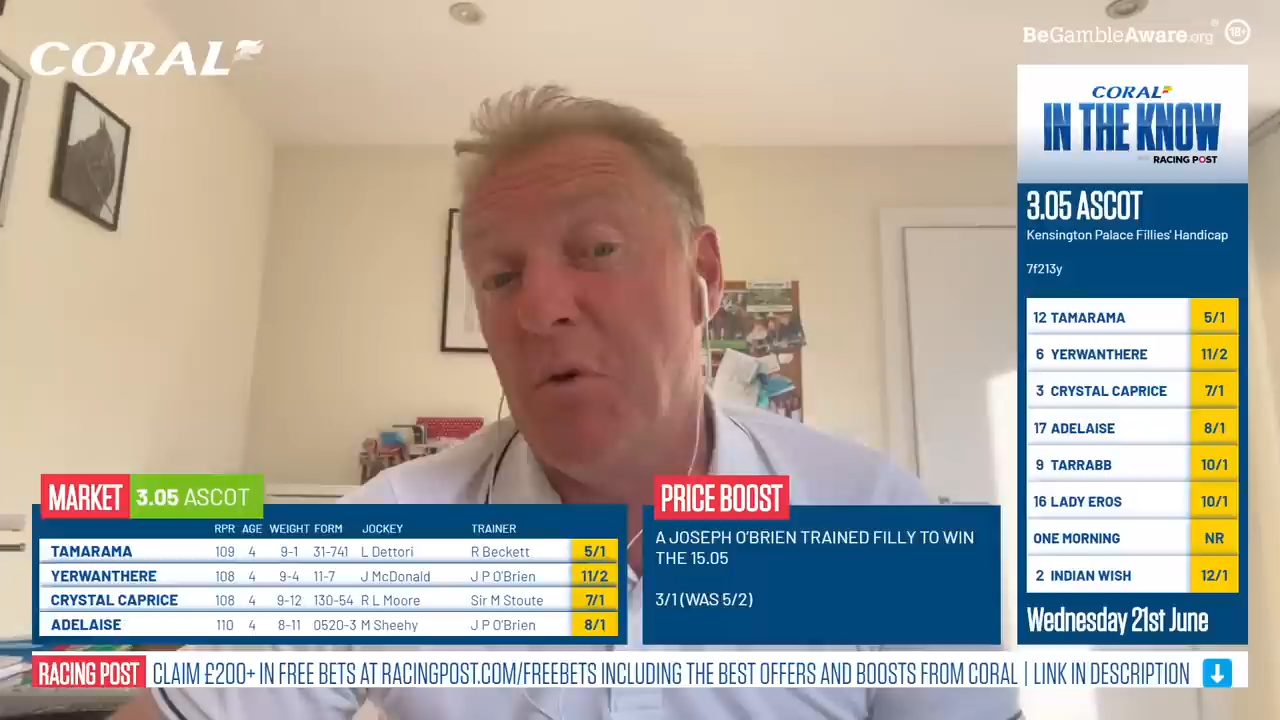 CORAL
BeGambleAware.org® 18+
CORAL
IN THE KNOW
RACING POST
3.05 ASCOT
Kensington Palace Fillies' Handicap
7f213y
12 TAMARAMA 5/1
6 YERWANTHERE 11/2
3 CRYSTAL CAPRICE 7/1
17 ADELAISE 8/1
9 TARRABB 10/1
16 LADY EROS 10/1
ONE MORNING NR
2 INDIAN WISH 12/1
Wednesday 21st June
MARKET 3.05 ASCOT
RPR AGE WEIGHT FORM JOCKEY TRAINER
TAMARAMA 109 4 9-1 31-741 L Dettori R Beckett 5/1
YERWANTHERE 108 4 9-4 11-7 J McDonald J P O'Brien 11/2
CRYSTAL CAPRICE 108 4 9-12 130-54 R L Moore Sir M Stoute 7/1
ADELAISE 110 4 8-11 0520-3 M Sheehy J P O'Brien 8/1
PRICE BOOST
A JOSEPH O'BRIEN TRAINED FILLY TO WIN
THE 15.05
3/1 (WAS 5/2)
RACING POST CLAIM £200+ IN FREE BETS AT RACINGPOST.COM/FREEBETS INCLUDING THE BEST OFFERS AND BOOSTS FROM CORAL | LINK IN DESCRIPTION